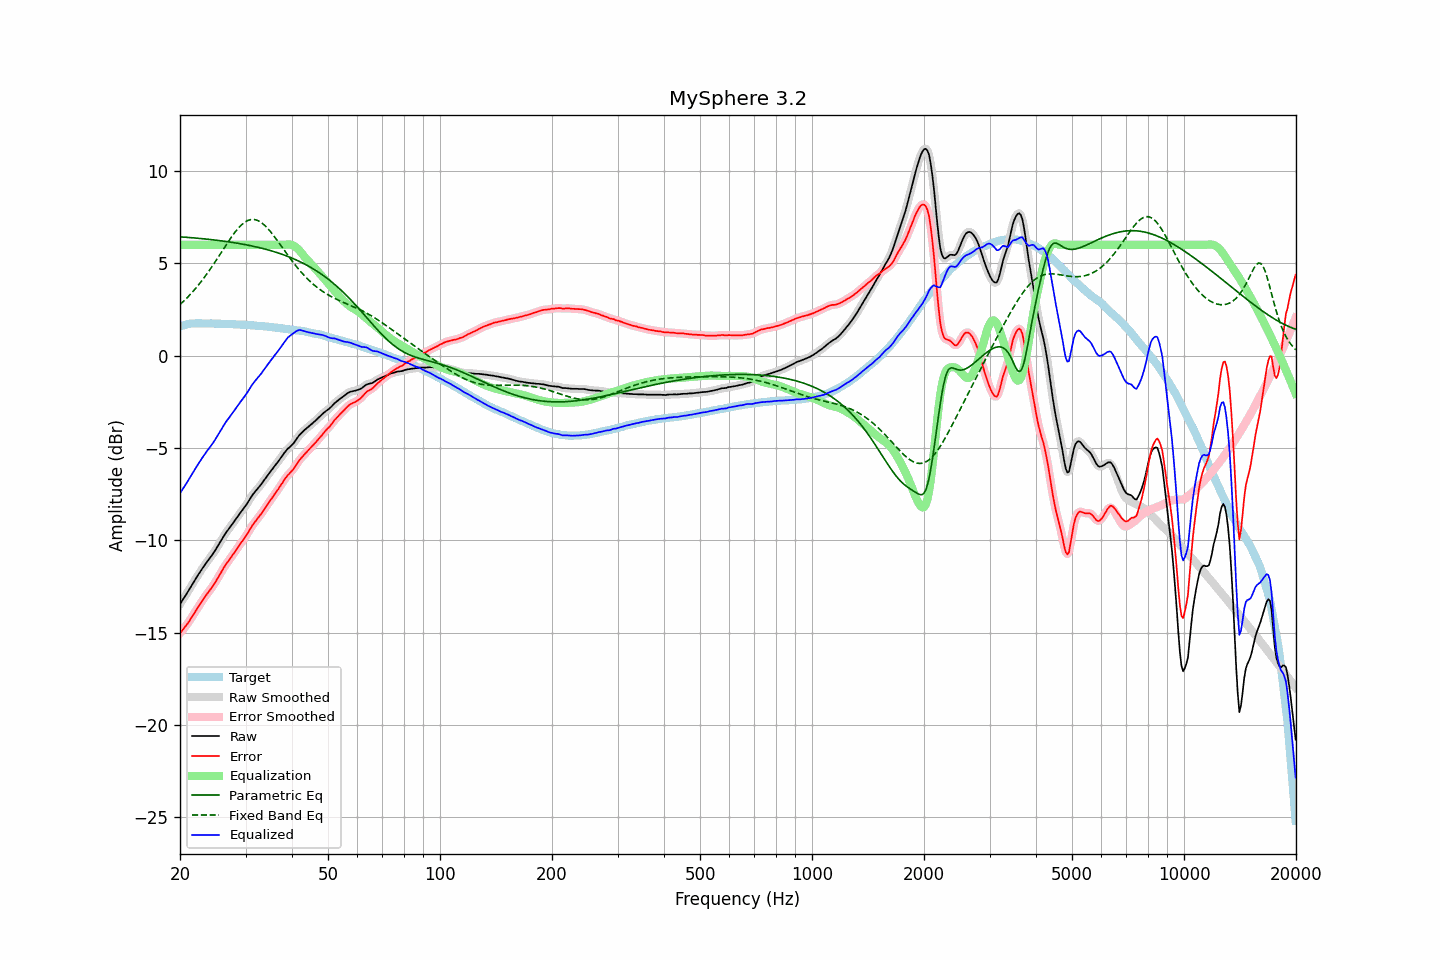 MySphere 3.2
10
5
0
−5
−10
−15
−20
−25
Amplitude (dBr)
Target
Raw Smoothed
Error Smoothed
Raw
Error
Equalization
Parametric Eq
Fixed Band Eq
Equalized
20 50 100 200 500 1000 2000 5000 10000 20000
Frequency (Hz)